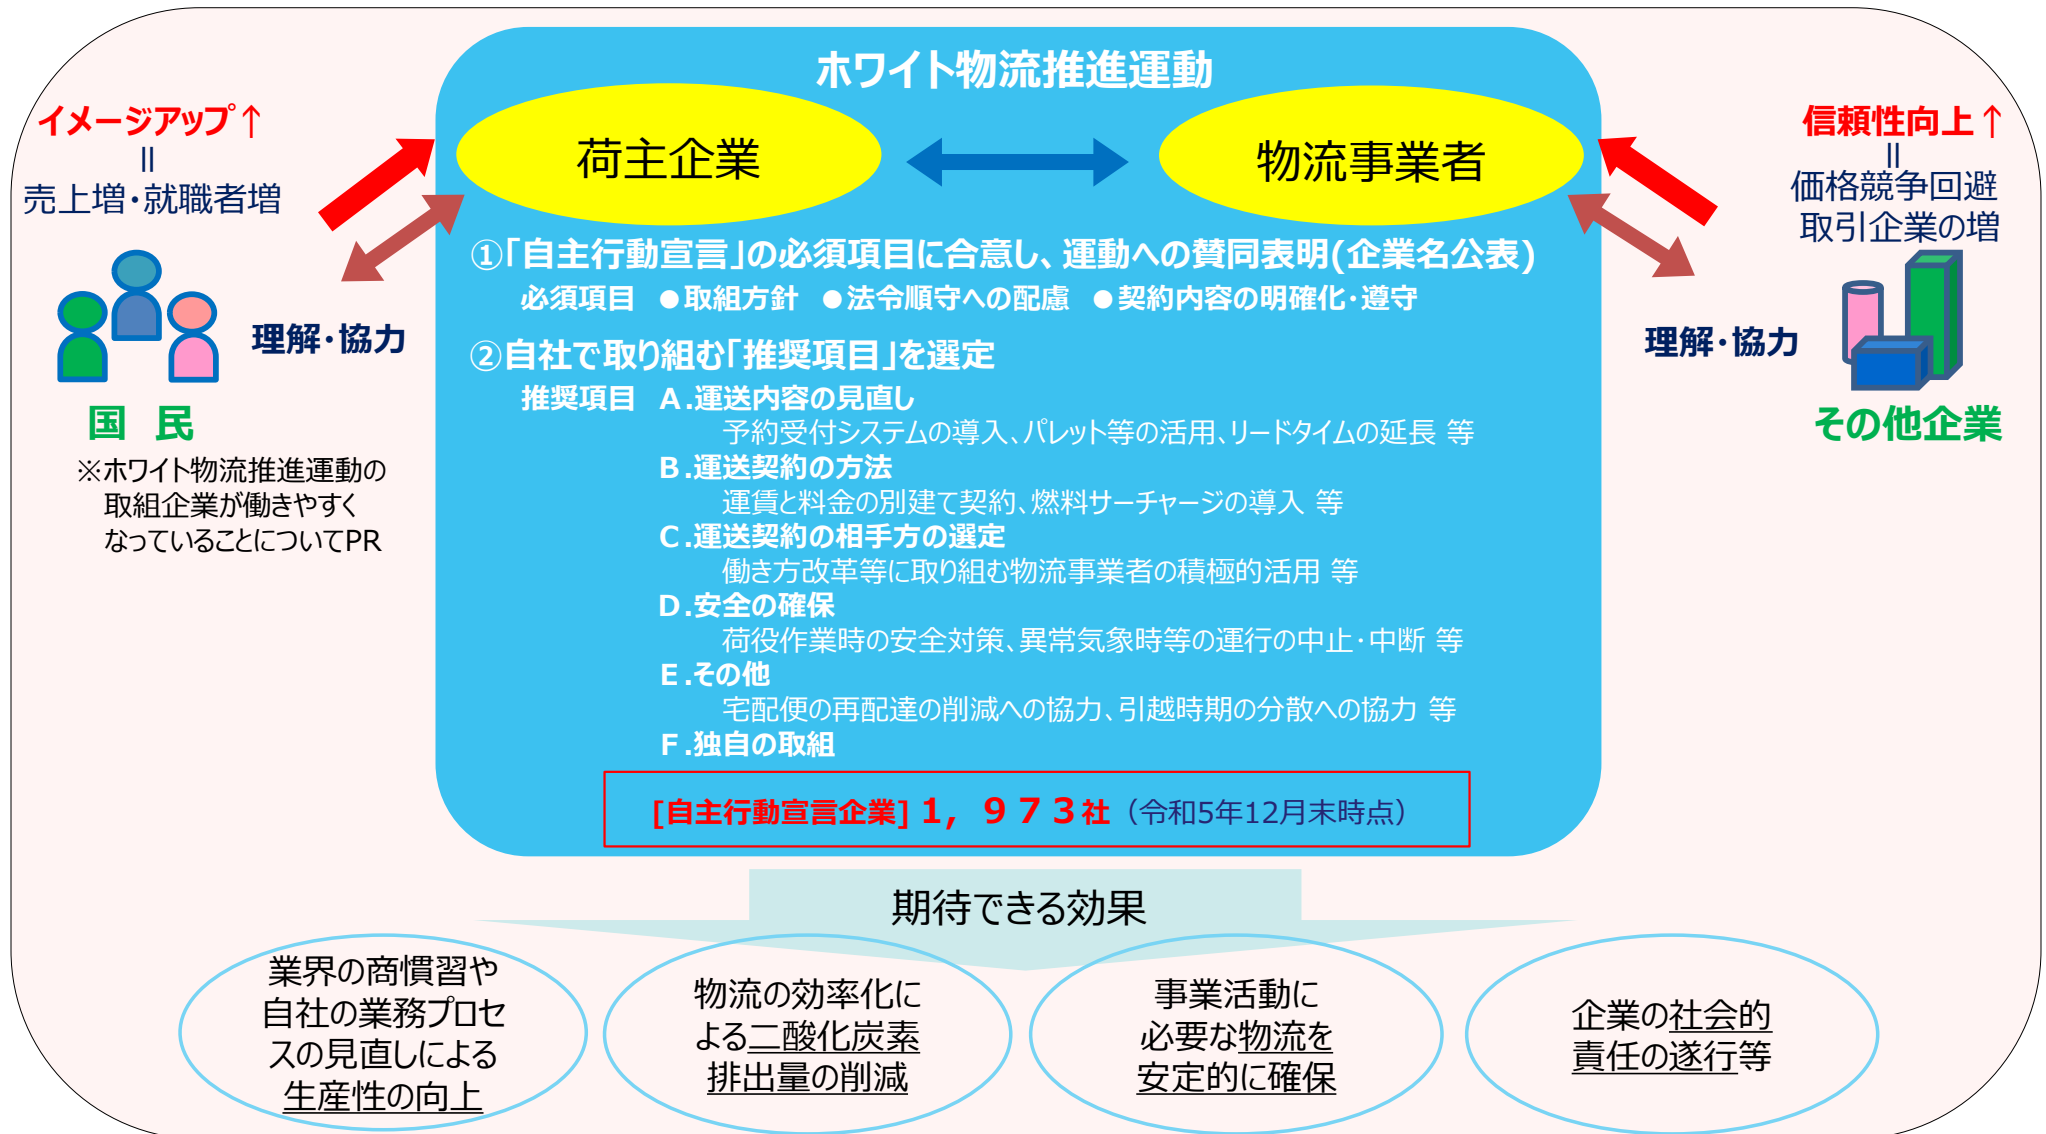 ホワイト物流推進運動
荷主企業
物流事業者
イメージアップ↑
＝
売上増・就職者増
信頼性向上↑
＝
価格競争回避
取引企業の増
①「自主行動宣言」の必須項目に合意し、運動への賛同表明(企業名公表)
必須項目 ●取組方針 ●法令順守への配慮 ●契約内容の明確化・遵守
②自社で取り組む「推奨項目」を選定
推奨項目 A.運送内容の見直し
予約受付システムの導入、パレット等の活用、リードタイムの延長 等
B.運送契約の方法
運賃と料金の別建て契約、燃料サーチャージの導入 等
C.運送契約の相手方の選定
働き方改革等に取り組む物流事業者の積極的活用 等
D.安全の確保
荷役作業時の安全対策、異常気象時等の運行の中止・中断 等
E.その他
宅配便の再配達の削減への協力、引越時期の分散への協力 等
F.独自の取組
[自主行動宣言企業] 1，973社（令和5年12月末時点）
理解・協力
国 民
※ホワイト物流推進運動の
取組企業が働きやすく
なっていることについてPR
理解・協力
その他企業
期待できる効果
業界の商慣習や
自社の業務プロセ
スの見直しによる
生産性の向上
物流の効率化に
よる二酸化炭素
排出量の削減
事業活動に
必要な物流を
安定的に確保
企業の社会的
責任の遂行等